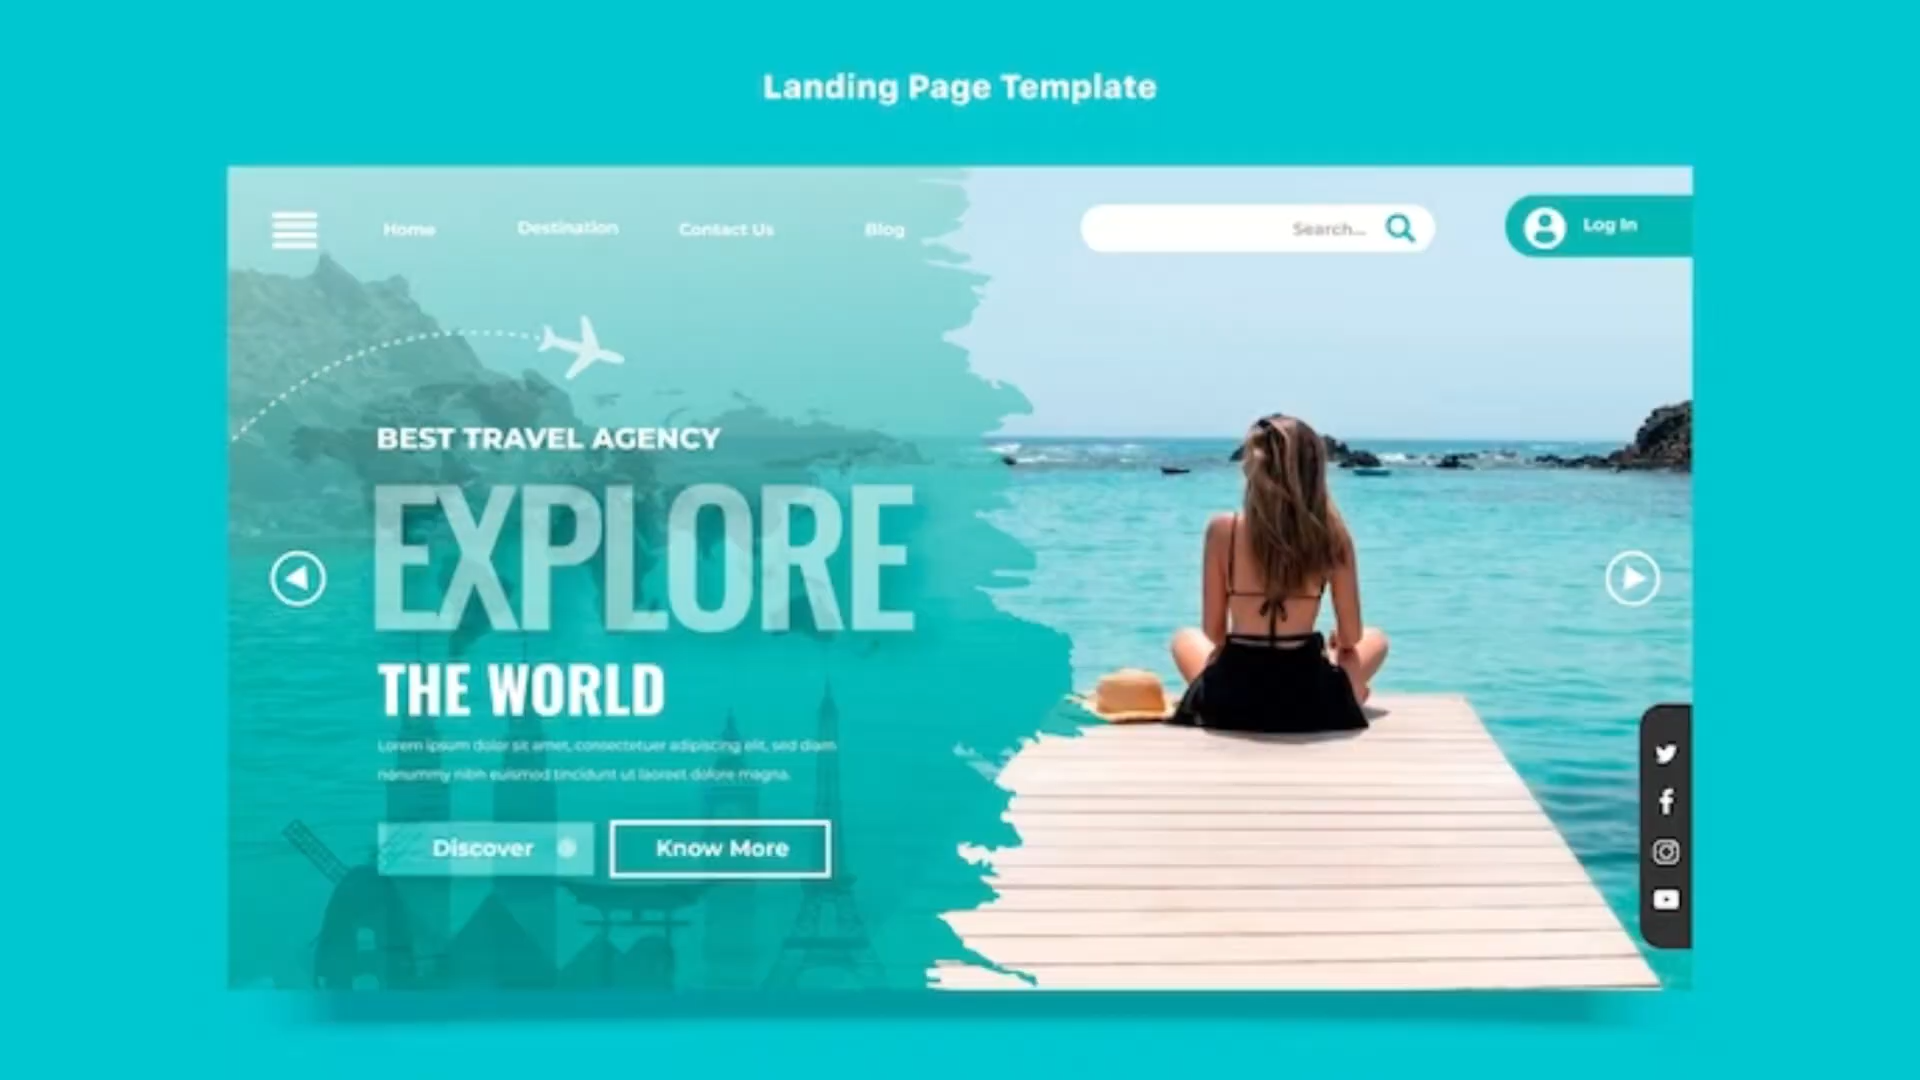 Landing Page Template
Home Destination Contact Us Blog Search... Log In
BEST TRAVEL AGENCY
EXPLORE
THE WORLD
Lorem ipsum dolor sit amet, consectetuer adipiscing elit, sed diam
nonummy nibh euismod tincidunt ut laoreet dolore magna.
Discover Know More